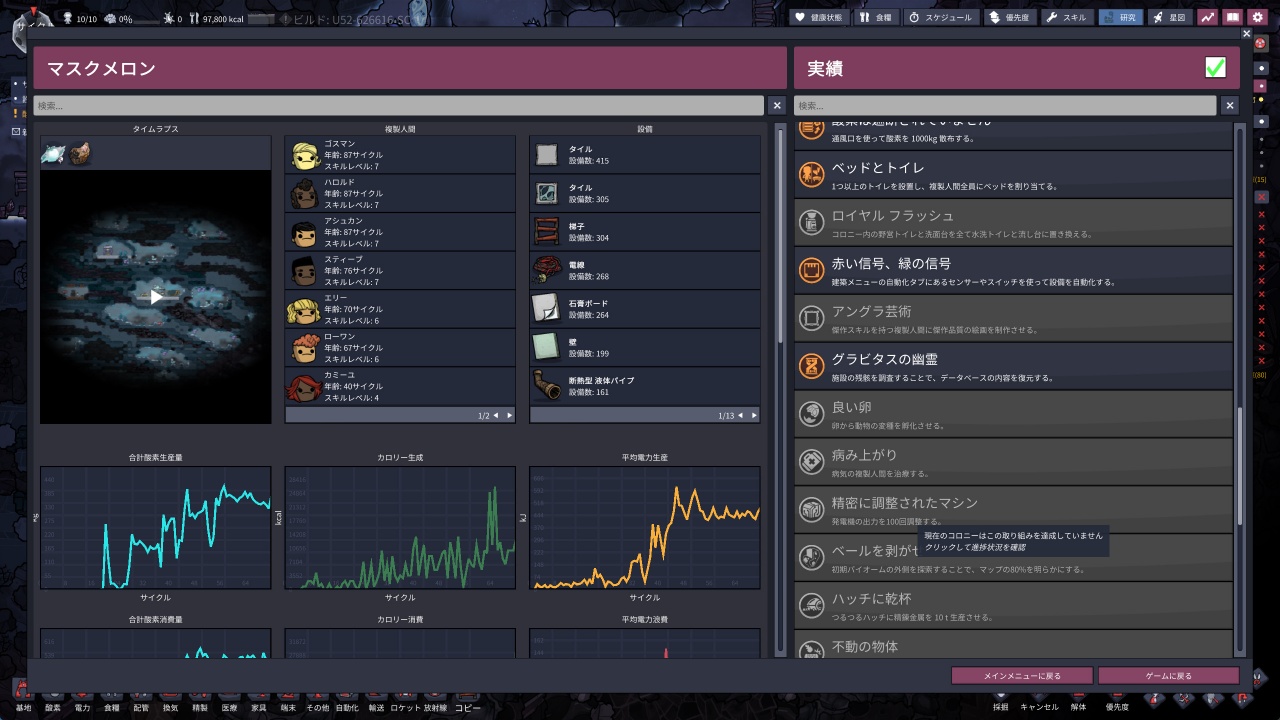 10/10
0%
0
97,800 kcal
ビルド: U52-626616-SC
健康状態
食糧
スケジュール
優先度
スキル
研究
星図
マスクメロン
実績
検索...
検索...
タイムラプス
複製人間
設備
ゴスマン
年齢: 87サイクル
スキルレベル: 7
ハロルド
年齢: 87サイクル
スキルレベル: 7
アシュカン
年齢: 87サイクル
スキルレベル: 7
スティーブ
年齢: 76サイクル
スキルレベル: 7
エリー
年齢: 70サイクル
スキルレベル: 6
ローワン
年齢: 67サイクル
スキルレベル: 6
カミーユ
年齢: 40サイクル
スキルレベル: 4
1/2
タイル
設備数: 415
タイル
設備数: 305
梯子
設備数: 304
電線
設備数: 268
石膏ボード
設備数: 264
壁
設備数: 199
断熱型 液体パイプ
設備数: 161
1/13
合計酸素生産量
カロリー生成
平均電力生産
kcal
kJ
サイクル
サイクル
サイクル
合計酸素消費量
カロリー消費
平均電力浪費
通風口を使って酸素を 1000kg 散布する。
ベッドとトイレ
1つ以上のトイレを設置し、複製人間全員にベッドを割り当てる。
ロイヤル フラッシュ
コロニー内の野営トイレと洗面台を全て水洗トイレと流し台に置き換える。
赤い信号、緑の信号
建築メニューの自動化タブにあるセンサーやスイッチを使って設備を自動化する。
アングラ芸術
傑作スキルを持つ複製人間に傑作品質の絵画を制作させる。
グラビタスの幽霊
施設の残骸を調査することで、データベースの内容を復元する。
良い卵
卵から動物の変種を孵化させる。
病み上がり
病気の複製人間を治療する。
精密に調整されたマシン
発電機の出力を100回調整する。
現在のコロニーはこの取り組みを達成していません
クリックして進捗状況を確認
ベールを剥がせ
初期バイオームの外側を探索することで、マップの80%を明らかにする。
ハッチに乾杯
つるつるハッチに精錬金属を 10 t 生産させる。
不動の物体
メインメニューに戻る
ゲームに戻る
基地
酸素
電力
食糧
配管
換気
精製
医療
家具
端末
その他
自動化
輸送
ロケット
放射線
コピー
採掘
キャンセル
解体
優先度